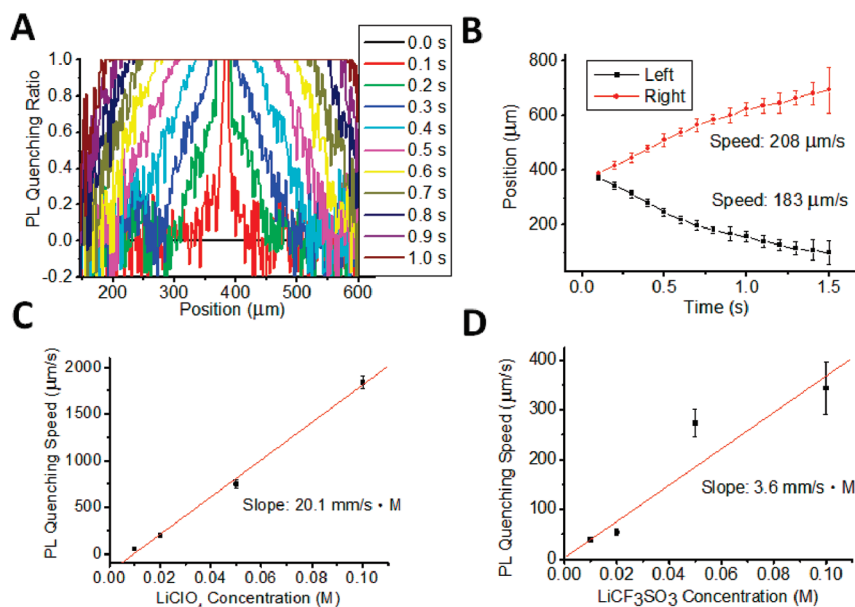 A
PL Quenching Ratio
1.0
0.8
0.6
0.4
0.2
0.0
-0.2
200
300
400
500
600
Position (μm)
0.0 s
0.1 s
0.2 s
0.3 s
0.4 s
0.5 s
0.6 s
0.7 s
0.8 s
0.9 s
1.0 s
B
Position (μm)
800
600
400
200
Left
Right
Speed: 208 μm/s
Speed: 183 μm/s
0.0
0.5
1.0
1.5
Time (s)
C
PL Quenching Speed (μm/s)
2000
1500
1000
500
0
Slope: 20.1 mm/s · M
0.00 0.02 0.04 0.06 0.08 0.10
LiClO Concentration (M)
D
PL Quenching Speed (μm/s)
400
300
200
100
0
Slope: 3.6 mm/s · M
0.00 0.02 0.04 0.06 0.08 0.10
LiCF3SO3 Concentration (M)